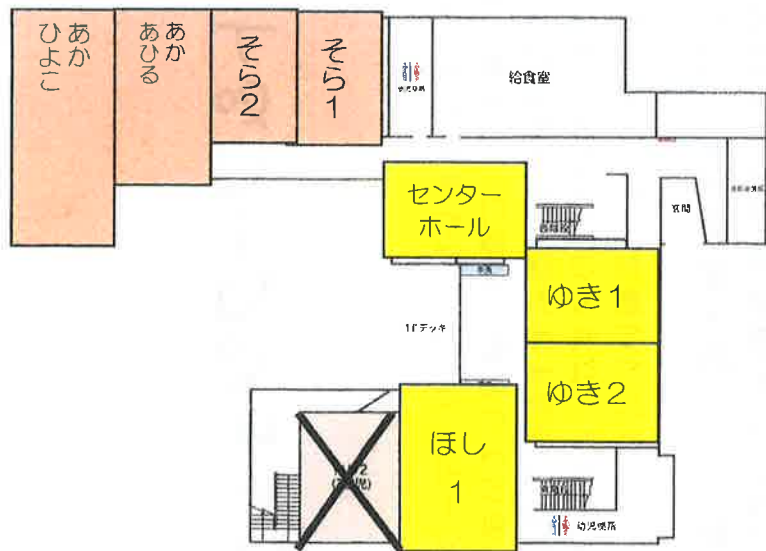 あか
ひよこ
あか
あひる
そら2
そら1
給食室
センター
ホール
玄関
ゆき1
1Fデッキ
ゆき2
ほし
1
幼児便所